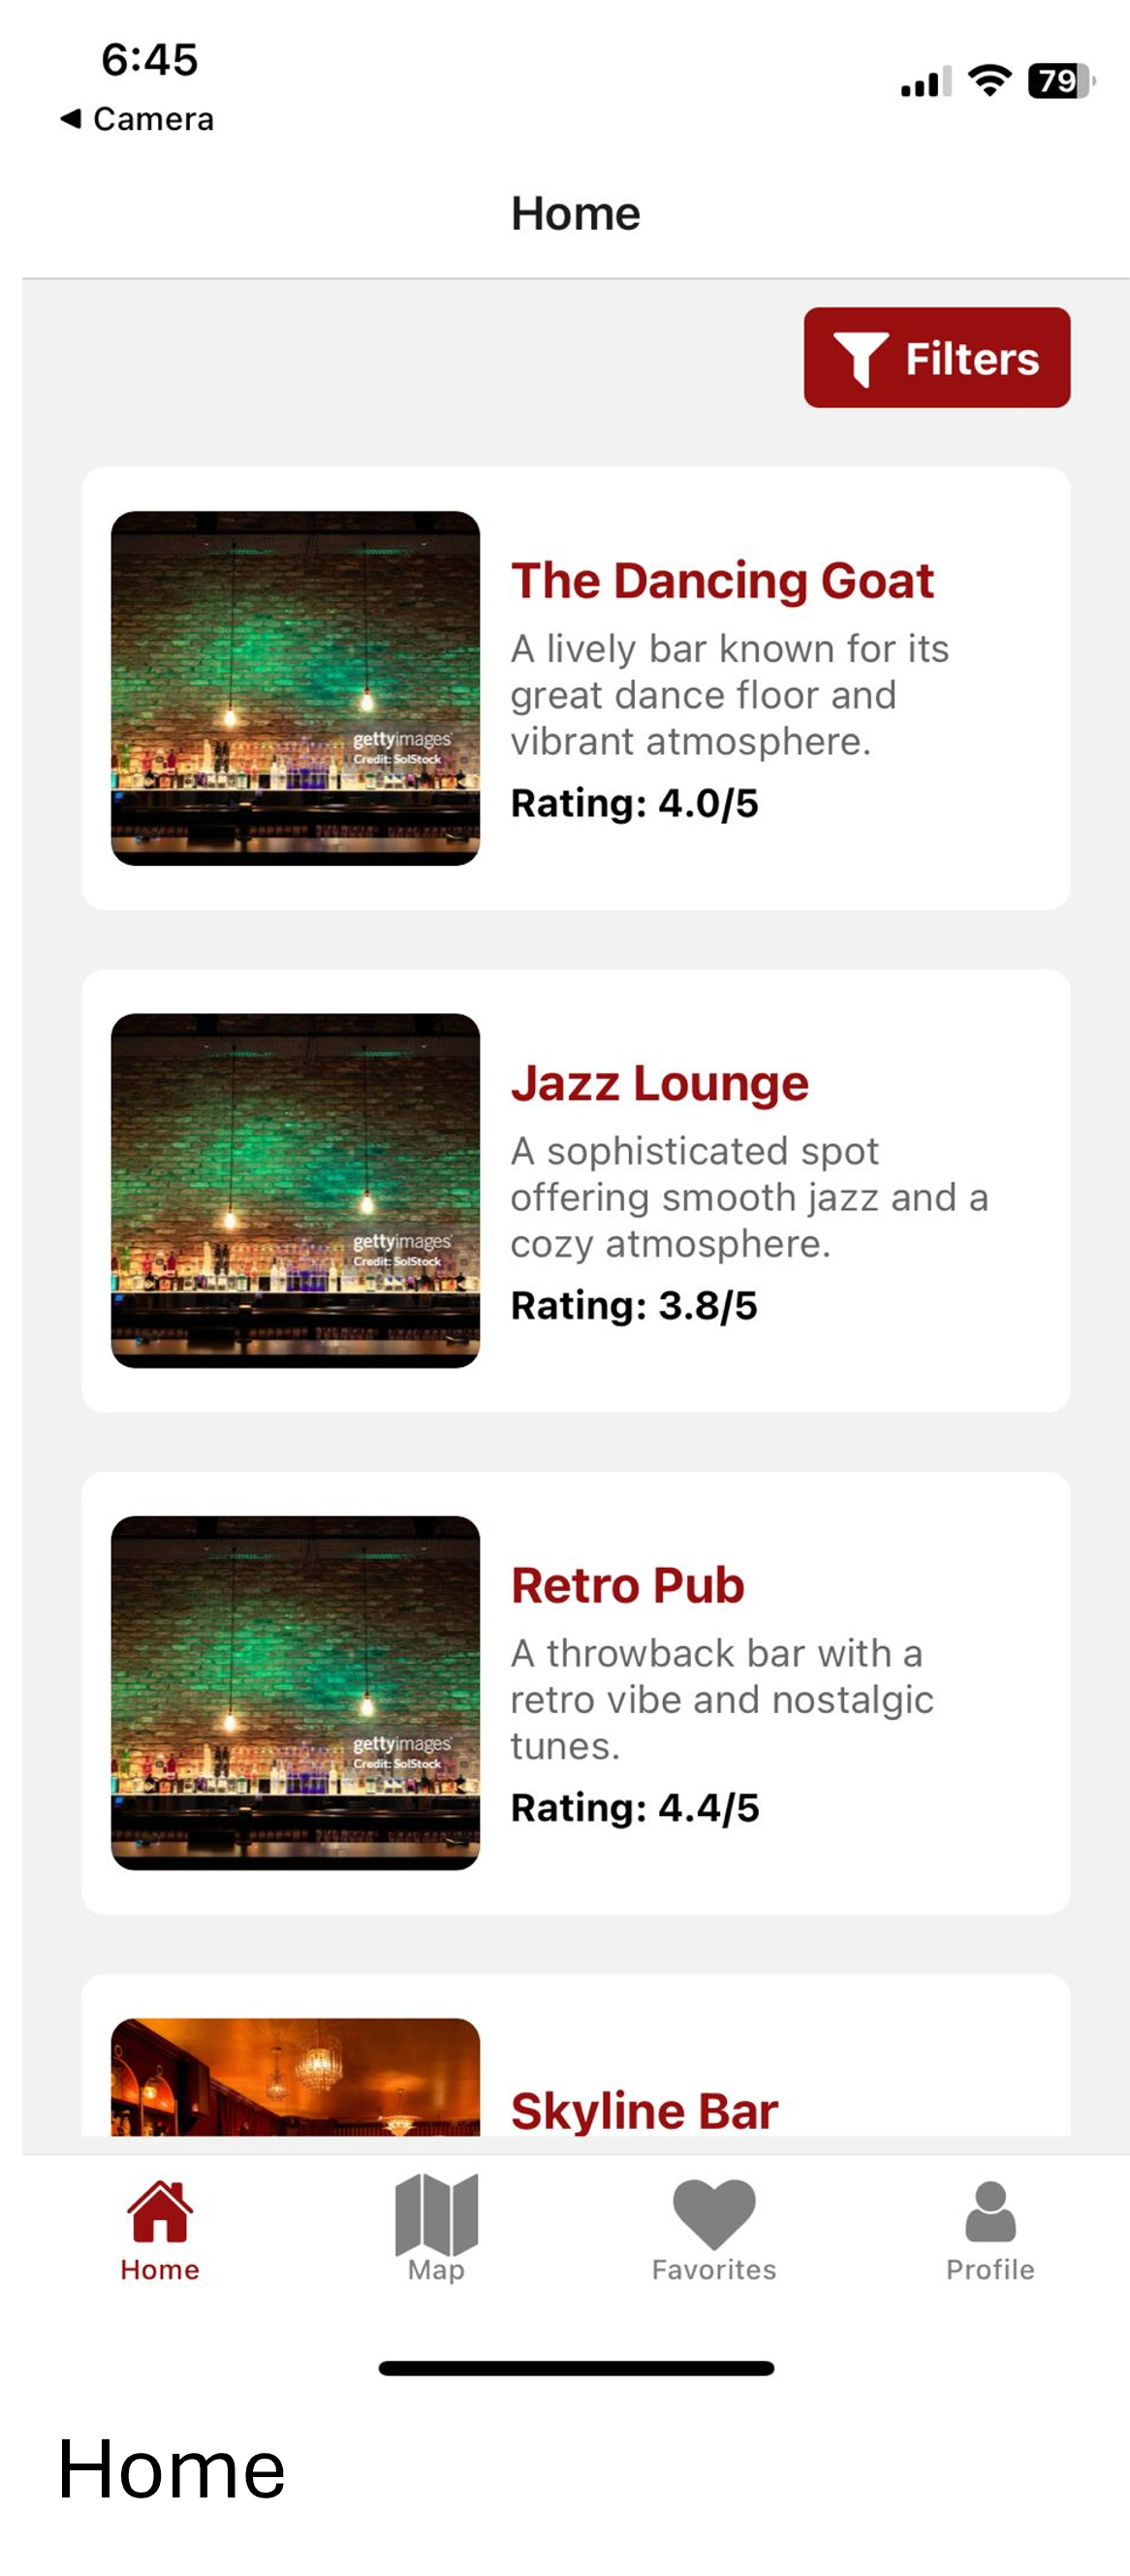 6:45
79
◀ Camera
Home
Filters
The Dancing Goat
A lively bar known for its
great dance floor and
vibrant atmosphere.
Rating: 4.0/5
gettyimages
Credit: SolStock
Jazz Lounge
A sophisticated spot
offering smooth jazz and a
cozy atmosphere.
Rating: 3.8/5
gettyimages
Credit: SolStock
Retro Pub
A throwback bar with a
retro vibe and nostalgic
tunes.
Rating: 4.4/5
gettyimages
Credit: SolStock
Skyline Bar
Home
Map
Favorites
Profile
Home